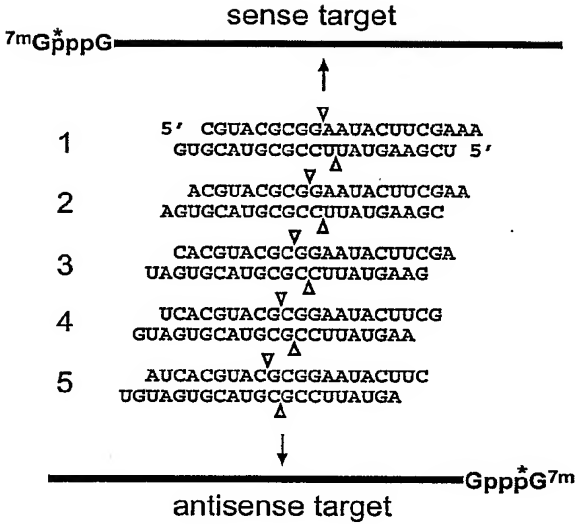 sense target
7mGpppG
*
1
5' CGUACGCGGAAUACUUCGAAA
GUGCAUGCGCCUUAUGAAGCU 5'
2
ACGUACGCGGAAUACUUCGAA
AGUGCAUGCGCCUUAUGAAGC
3
CACGUACGCGGAAUACUUCGA
UAGUGCAUGCGCCUUAUGAAG
4
UCACGUACGCGGAAUACUUCG
GUAGUGCAUGCGCCUUAUGAA
5
AUCACGUACGCGGAAUACUUC
UGUAGUGCAUGCGCCUUAUGA
*
GpppG7m
antisense target